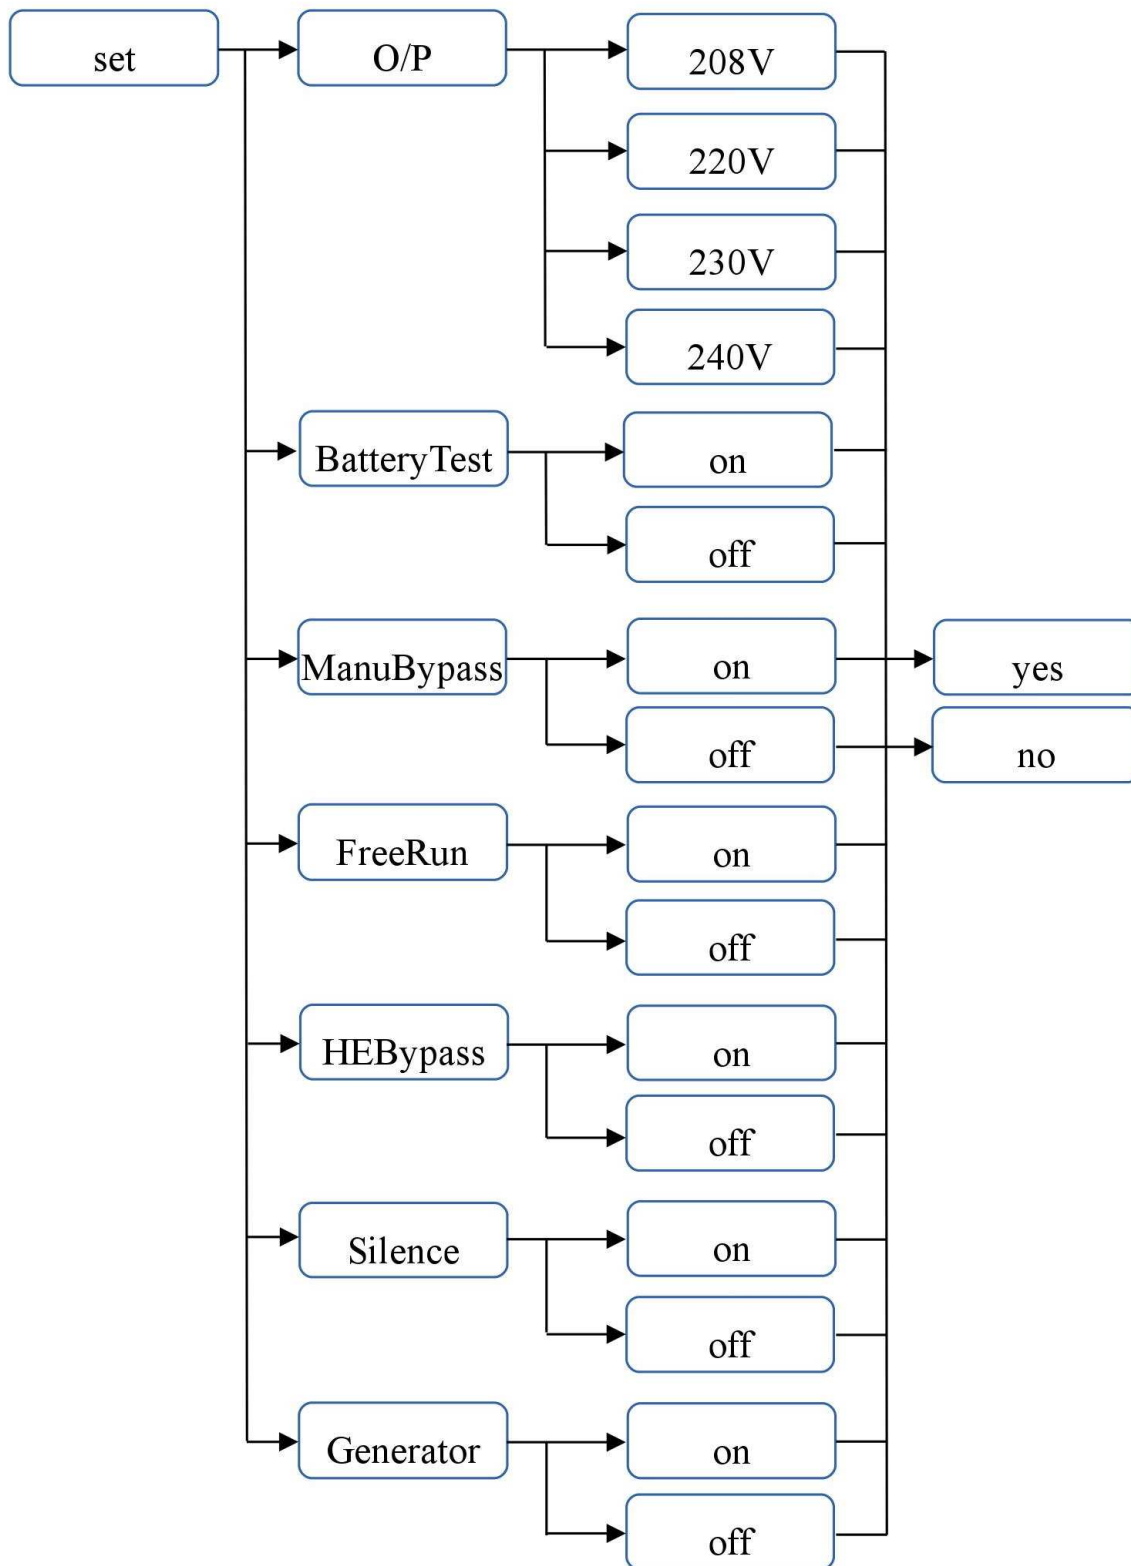 set
O/P
208V
220V
230V
240V
BatteryTest
on
off
ManuBypass
on
yes
off
no
FreeRun
on
off
HEBypass
on
off
Silence
on
off
Generator
on
off